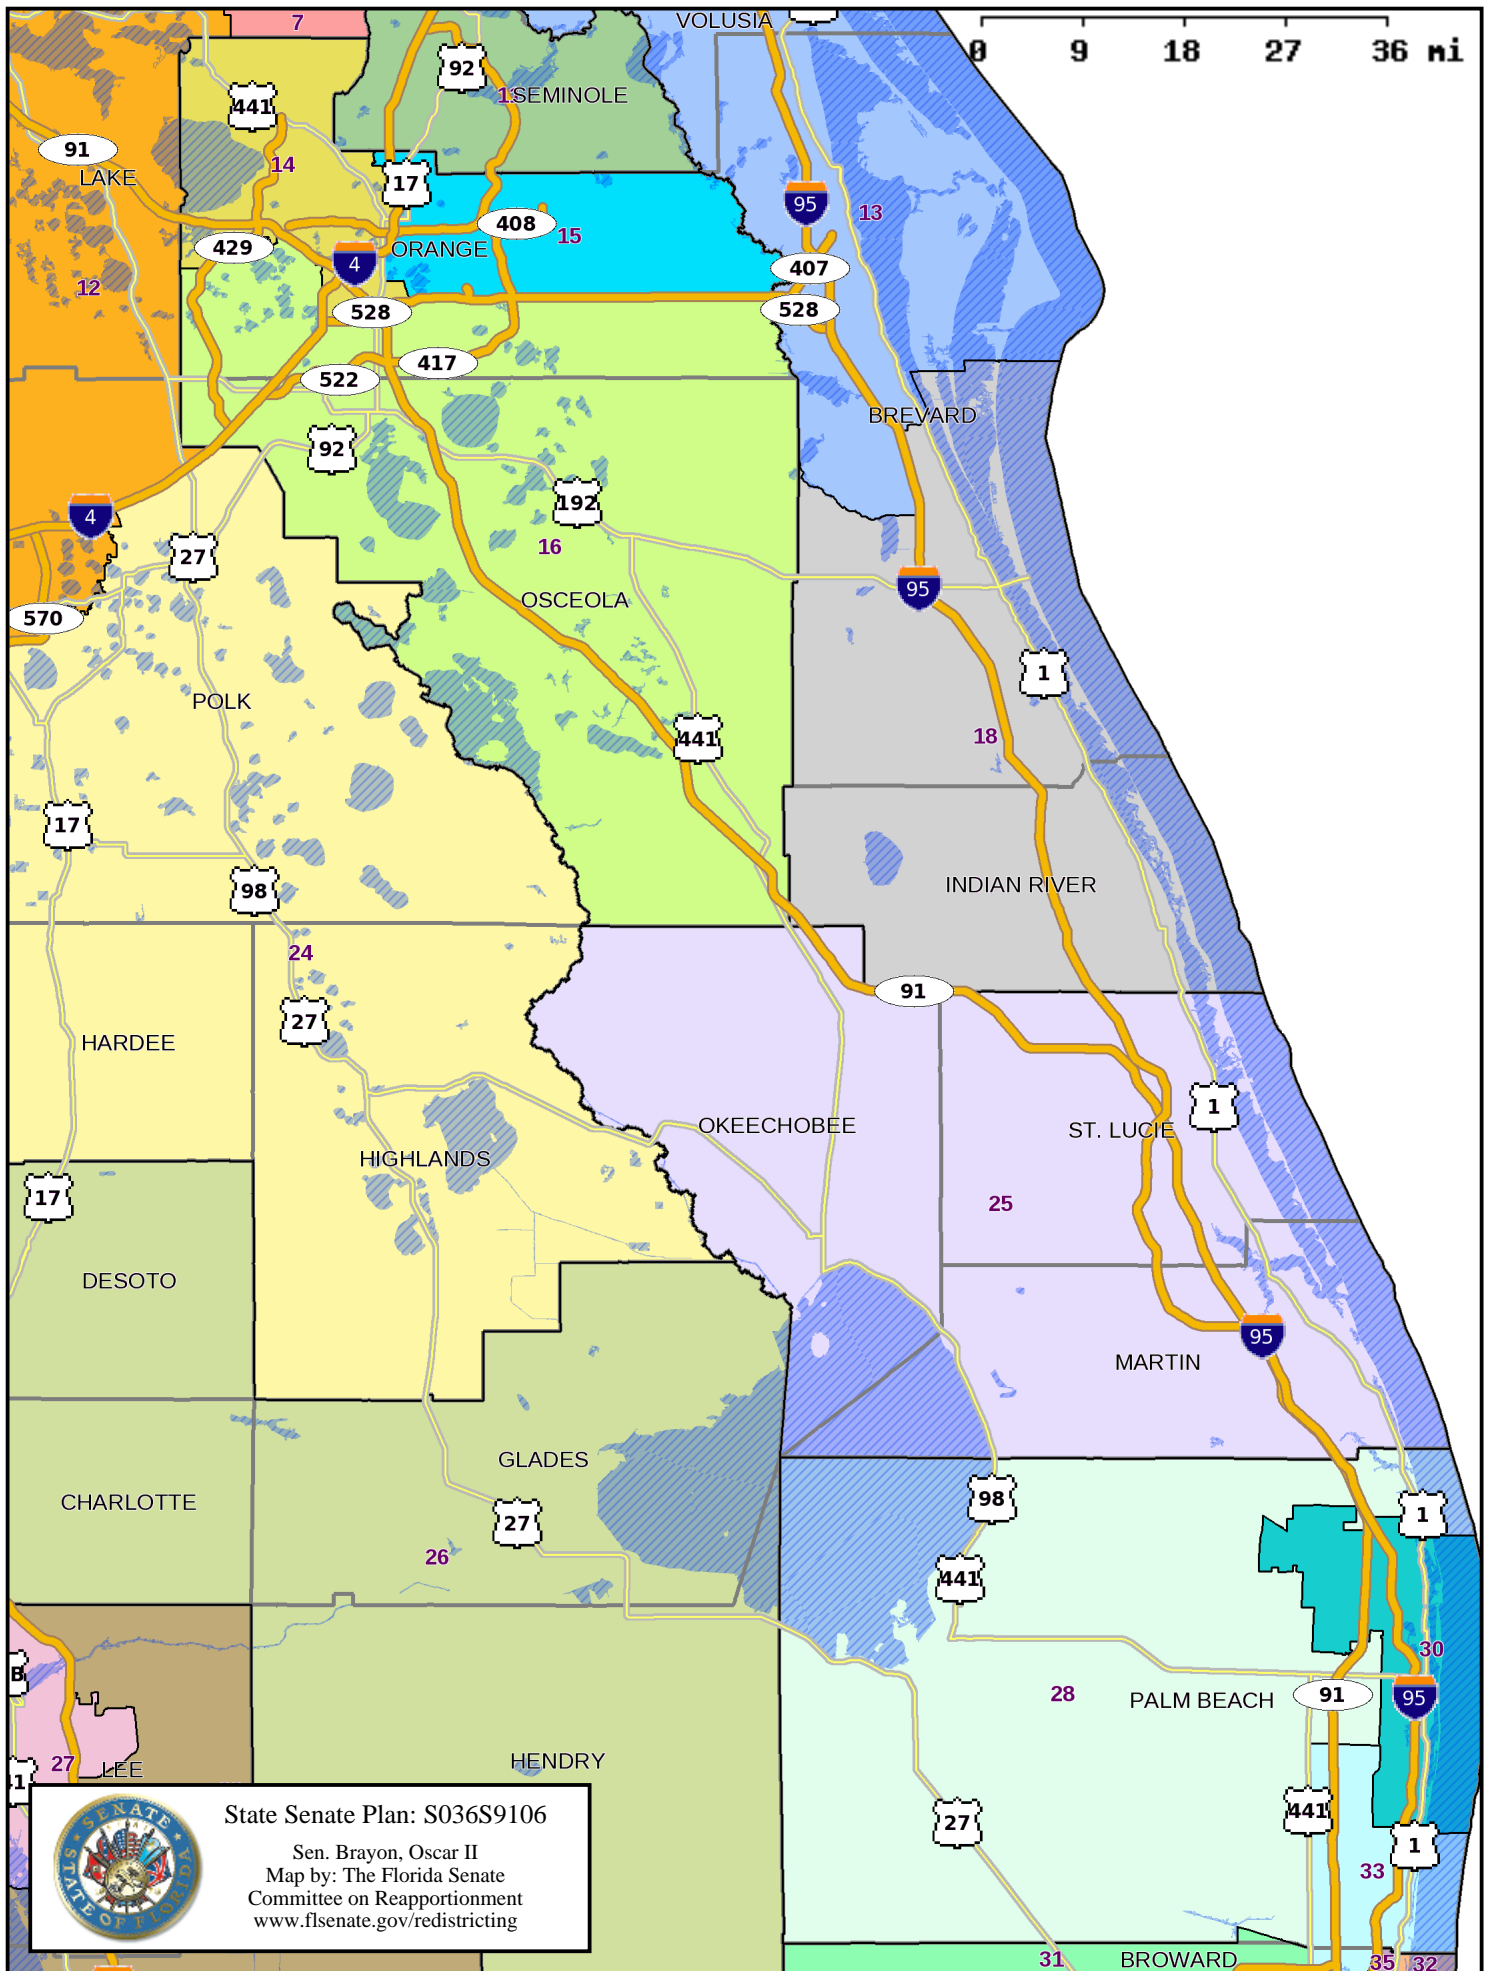 7
VOLUSIA
0 9 18 27 36 mi
92
SEMINOLE
441
91
LAKE
14
17
95
13
408
15
429
ORANGE
4
407
12
528
528
417
522
BREVARD
92
192
4
16
27
95
OSCEOLA
570
1
POLK
441
18
17
98
INDIAN RIVER
24
91
27
HARDEE
1
OKEECHOBEE
ST. LUCIE
HIGHLANDS
17
25
DESOTO
95
MARTIN
GLADES
CHARLOTTE
98
1
27
26
441
30
B
28
PALM BEACH
91
95
27
LEE
HENDRY
41
441
27
1
33
State Senate Plan: S036S9106
Sen. Brayon, Oscar II
Map by: The Florida Senate
Committee on Reapportionment
www.flsenate.gov/redistricting
SENATE
STATE OF FLORIDA
31
BROWARD
35
32